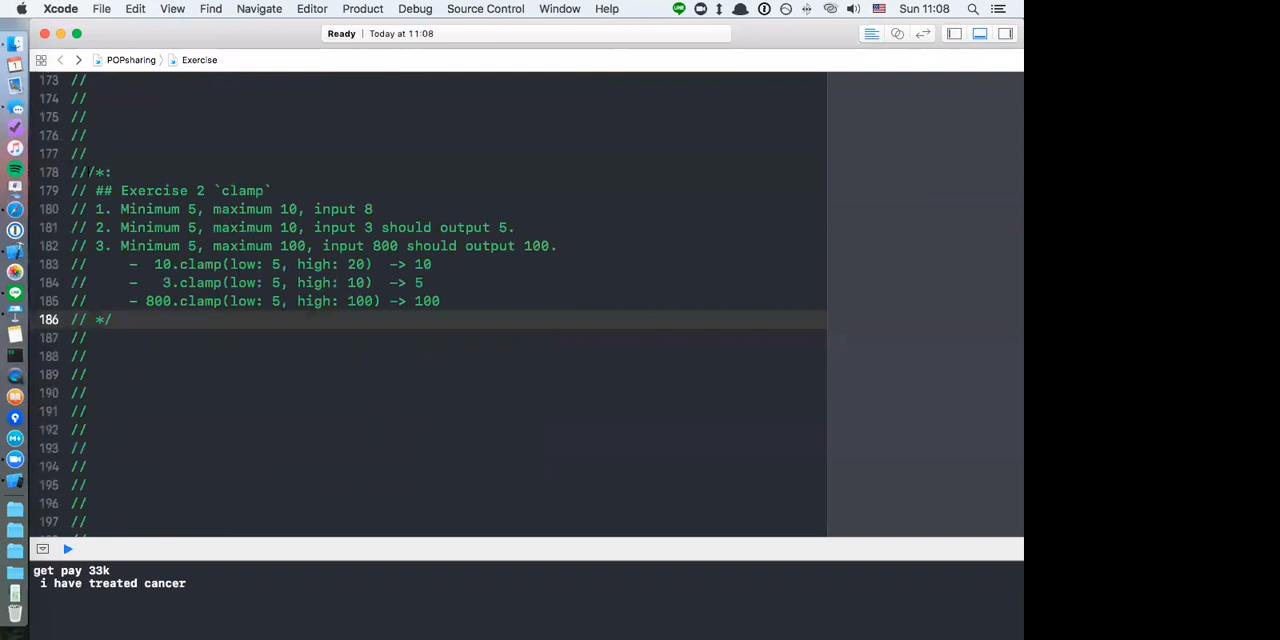 Xcode File Edit View Find Navigate Editor Product Debug Source Control Window Help Sun 11:08
Ready | Today at 11:08
POPsharing Exercise
173 //
174 //
175 //
176 //
177 //
178 ///*:
179 // ## Exercise 2 `clamp`
180 // 1. Minimum 5, maximum 10, input 8
181 // 2. Minimum 5, maximum 10, input 3 should output 5.
182 // 3. Minimum 5, maximum 100, input 800 should output 100.
183 // - 10.clamp(low: 5, high: 20) -> 10
184 // - 3.clamp(low: 5, high: 10) -> 5
185 // - 800.clamp(low: 5, high: 100) -> 100
186 // */
187 //
188 //
189 //
190 //
191 //
192 //
193 //
194 //
195 //
196 //
197 //
get pay 33k
i have treated cancer